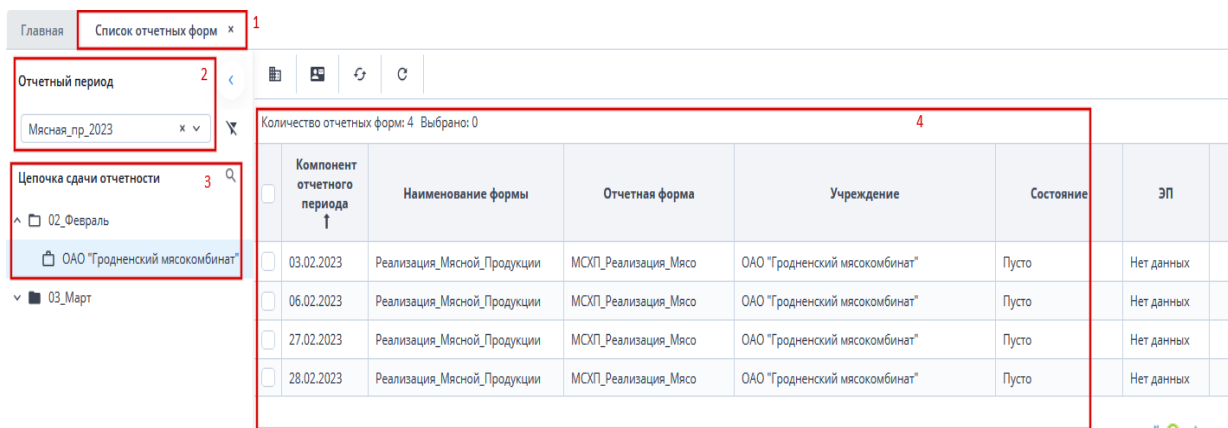 Главная
Список отчетных форм × 1
Отчетный период 2
Мясная_пр_2023 ×
Цепочка сдачи отчетности 3
02_Февраль
ОАО "Гродненский мясокомбинат"
03_Март
Количество отчетных форм: 4 Выбрано: 0 4
Компонент
отчетного
периода
↑
Наименование формы
Отчетная форма
Учреждение
Состояние
ЭП
03.02.2023 Реализация_Мясной_Продукции МСХП_Реализация_Мясо ОАО "Гродненский мясокомбинат" Пусто Нет данных
06.02.2023 Реализация_Мясной_Продукции МСХП_Реализация_Мясо ОАО "Гродненский мясокомбинат" Пусто Нет данных
27.02.2023 Реализация_Мясной_Продукции МСХП_Реализация_Мясо ОАО "Гродненский мясокомбинат" Пусто Нет данных
28.02.2023 Реализация_Мясной_Продукции МСХП_Реализация_Мясо ОАО "Гродненский мясокомбинат" Пусто Нет данных